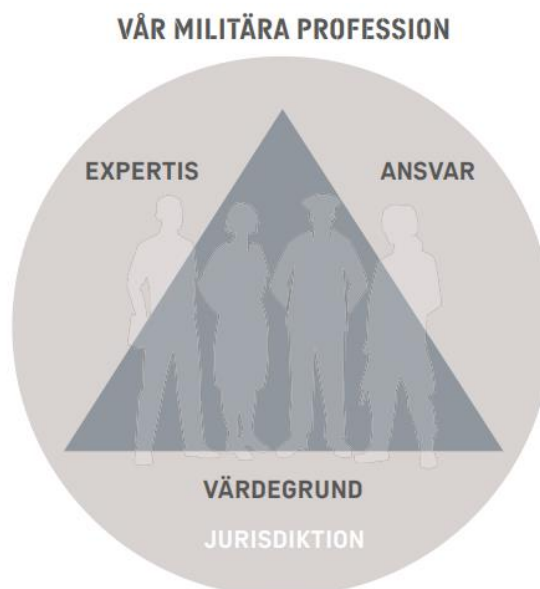 VÅR MILITÄRA PROFESSION
EXPERTIS
ANSVAR
VÄRDEGRUND
JURISDIKTION